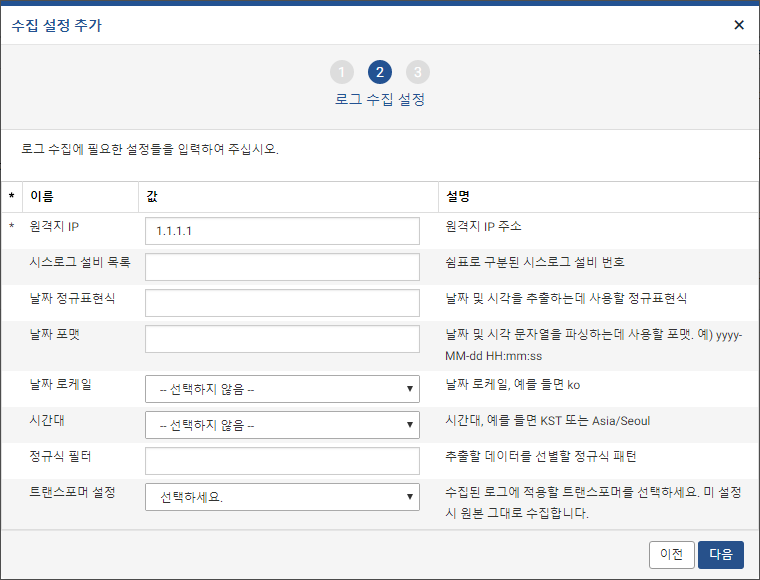 수집 설정 추가 ×
1 2 3
로그 수집 설정
로그 수집에 필요한 설정들을 입력하여 주십시오.
* 이름 값 설명
* 원격지 IP 1.1.1.1 원격지 IP 주소
시스로그 설비 목록 쉼표로 구분된 시스로그 설비 번호
날짜 정규표현식 날짜 및 시각을 추출하는데 사용할 정규표현식
날짜 포맷 날짜 및 시각 문자열을 파싱하는데 사용할 포맷. 예) yyyy-
MM-dd HH:mm:ss
날짜 로케일 -- 선택하지 않음 -- 날짜 로케일, 예를 들면 ko
시간대 -- 선택하지 않음 -- 시간대, 예를 들면 KST 또는 Asia/Seoul
정규식 필터 추출할 데이터를 선별할 정규식 패턴
트랜스포머 설정 선택하세요. 수집된 로그에 적용할 트랜스포머를 선택하세요. 미 설정
시 원본 그대로 수집합니다.
이전 다음